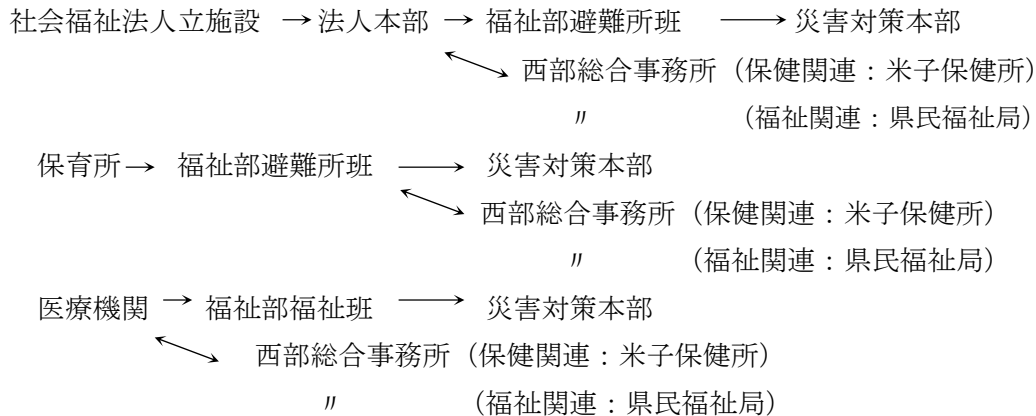 社会福祉法人立施設 → 法人本部 → 福祉部避難所班 → 災害対策本部
西部総合事務所（保健関連：米子保健所）
〃 （福祉関連：県民福祉局）
保育所 → 福祉部避難所班 → 災害対策本部
西部総合事務所（保健関連：米子保健所）
〃 （福祉関連：県民福祉局）
医療機関 → 福祉部福祉班 → 災害対策本部
西部総合事務所（保健関連：米子保健所）
〃 （福祉関連：県民福祉局）